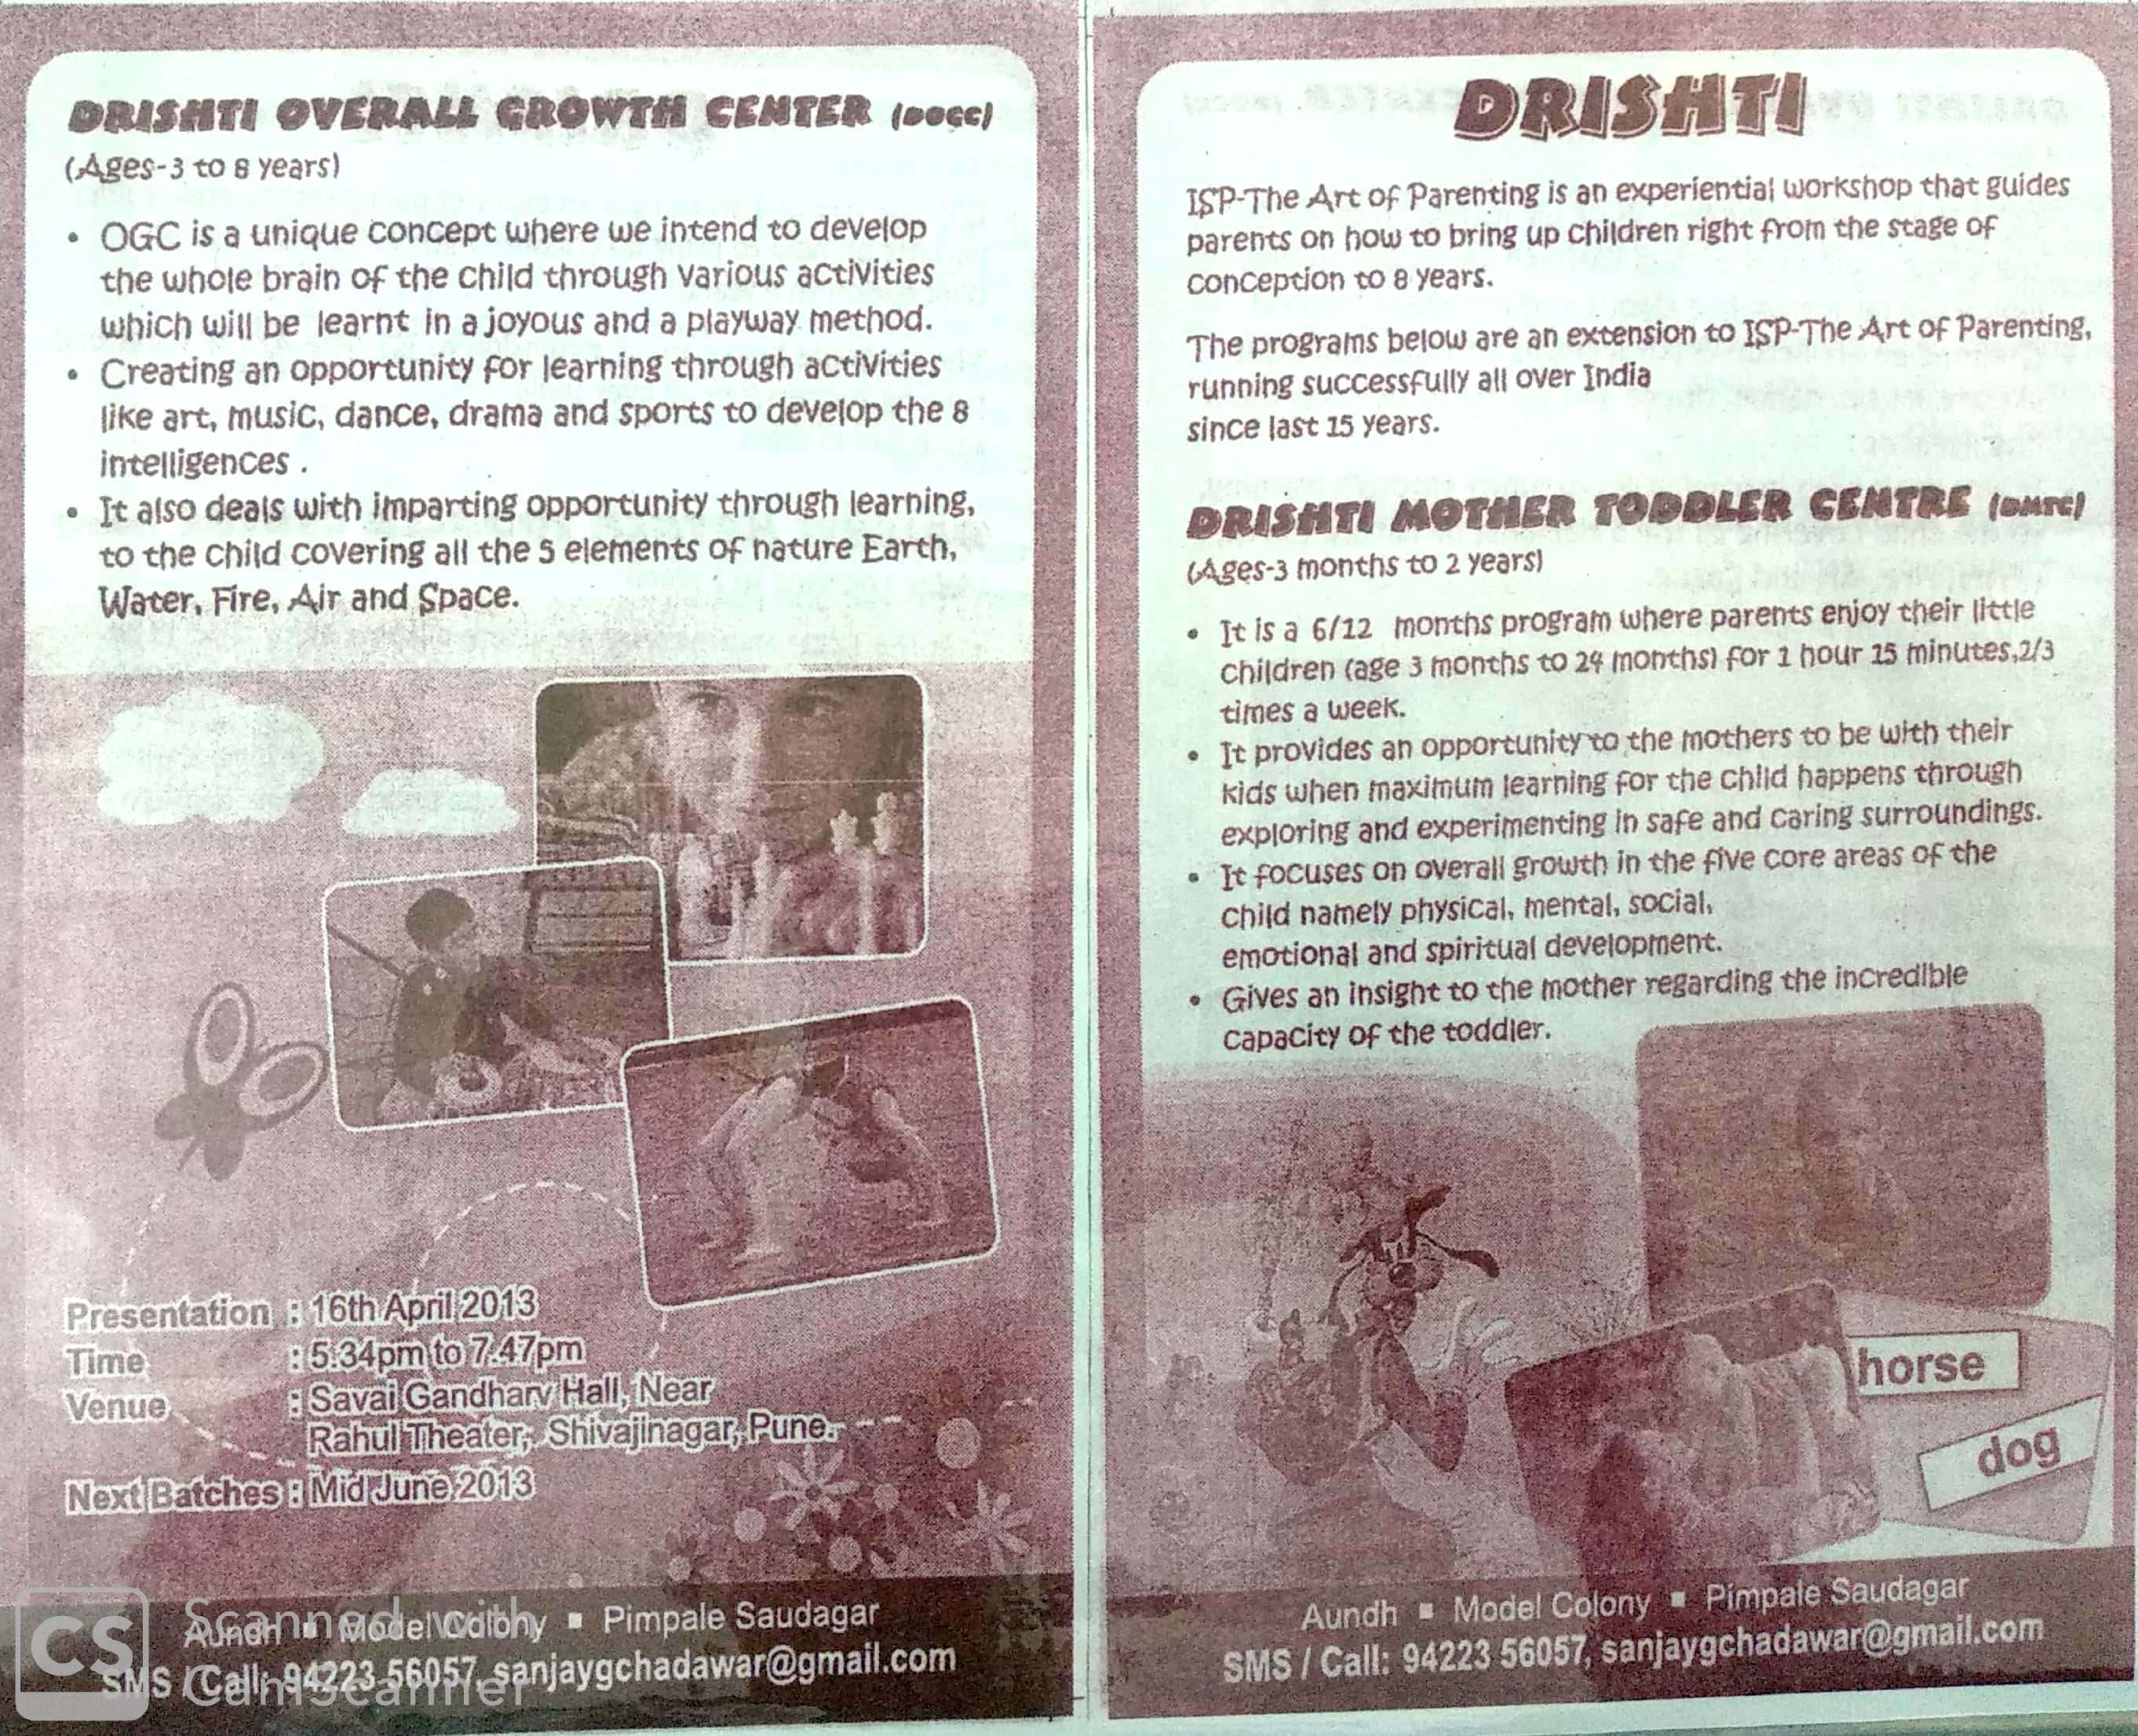 DRISHTI OVERALL GROWTH CENTER (DOGC)
(Ages-3 to 8 years)
• OGC is a unique concept where we intend to develop
the whole brain of the child through various activities
which will be learnt in a joyous and a playway method.
• Creating an opportunity for learning through activities
like art, music, dance, drama and sports to develop the 8
intelligences .
• It also deals with imparting opportunity through learning,
to the child covering all the 5 elements of nature Earth,
Water, Fire, Air and Space.
Presentation : 16th April 2013
Time : 5.34pm to 7.47pm
Venue : Savai Gandharv Hall, Near
Rahul Theater, Shivajinagar, Pune.
Next Batches : Mid June 2013
Aundh ▪ Model Colony ▪ Pimpale Saudagar
SMS / Call: 94223 56057, sanjaygchadawar@gmail.com
CS Scanned with
CamScanner
DRISHTI
ISP-The Art of Parenting is an experiential workshop that guides
parents on how to bring up children right from the stage of
conception to 8 years.
The programs below are an extension to ISP-The Art of Parenting,
running successfully all over India
since last 15 years.
DRISHTI MOTHER TODDLER CENTRE (DMTC)
(Ages-3 months to 2 years)
• It is a 6/12 months program where parents enjoy their little
children (age 3 months to 24 months) for 1 hour 15 minutes,2/3
times a week.
• It provides an opportunity to the mothers to be with their
kids when maximum learning for the child happens through
exploring and experimenting in safe and caring surroundings.
• It focuses on overall growth in the five core areas of the
child namely physical, mental, social,
emotional and spiritual development.
• Gives an insight to the mother regarding the incredible
capacity of the toddler.
horse
dog
Aundh ▪ Model Colony ▪ Pimpale Saudagar
SMS / Call: 94223 56057, sanjaygchadawar@gmail.com